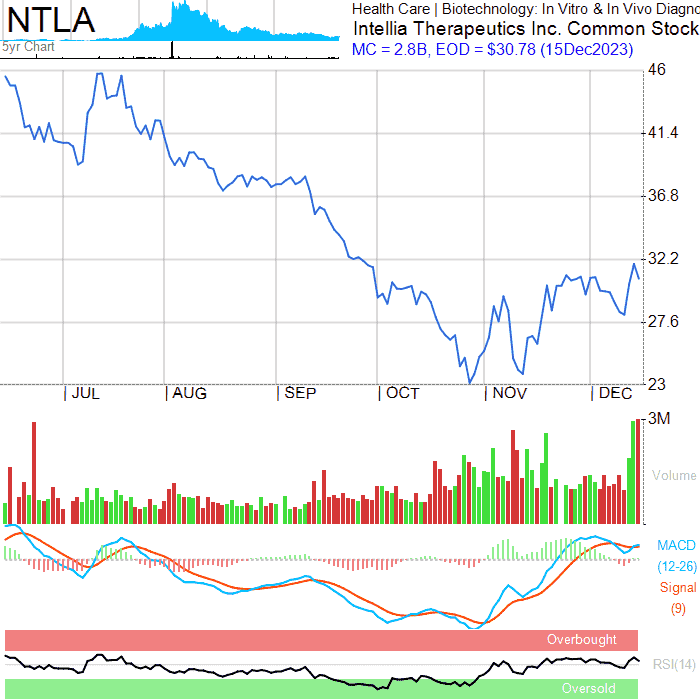 NTLA
5yr Chart
Health Care | Biotechnology: In Vitro & In Vivo Diagno
Intellia Therapeutics Inc. Common Stock
MC = 2.8B, EOD = $30.78 (15Dec2023)
46
41.4
36.8
32.2
27.6
23
| JUL | AUG | SEP | OCT | NOV | DEC
3M
Volume
MACD
(12-26)
Signal
(9)
Overbought
RSI(14)
Oversold